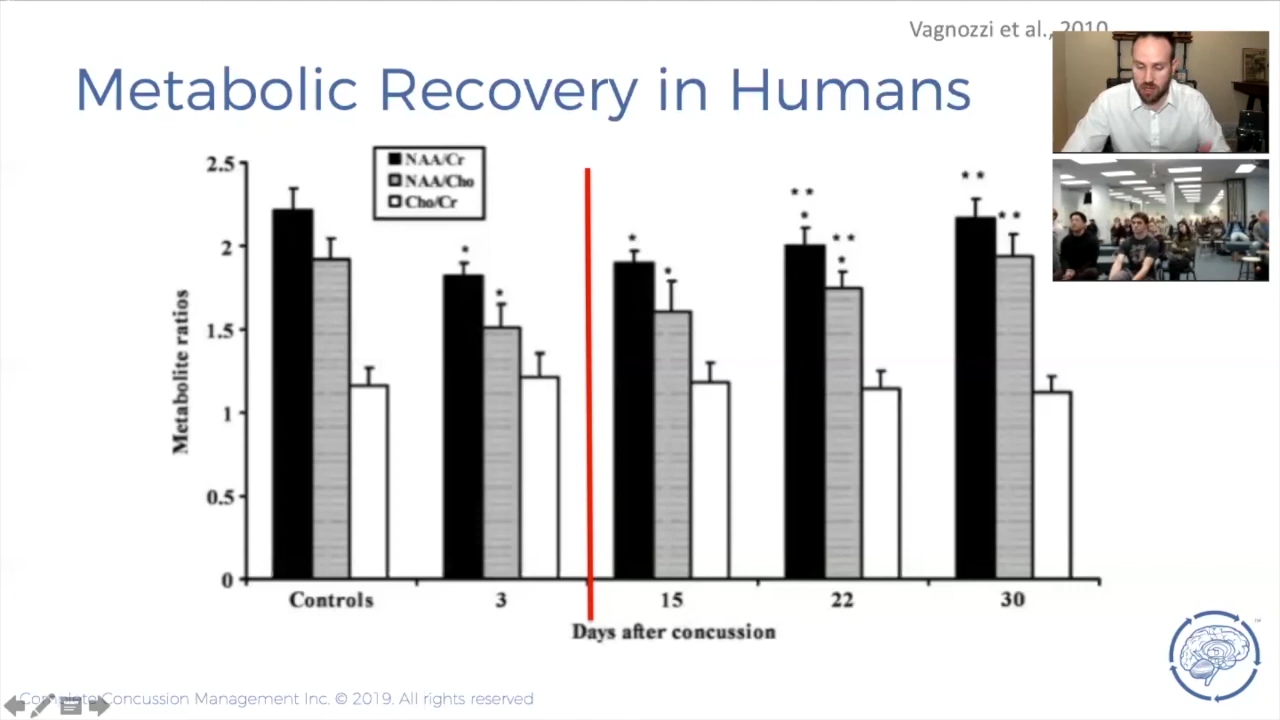 Vagnozzi et al., 2010
Metabolic Recovery in Humans
NAA/Cr
NAA/Cho
Cho/Cr
2.5
2
1.5
1
0.5
0
Metabolite ratios
*
*
*
*
* *
*
* *
*
* *
* *
Controls
3
15
22
30
Days after concussion
Complete Concussion Management Inc. © 2019. All rights reserved